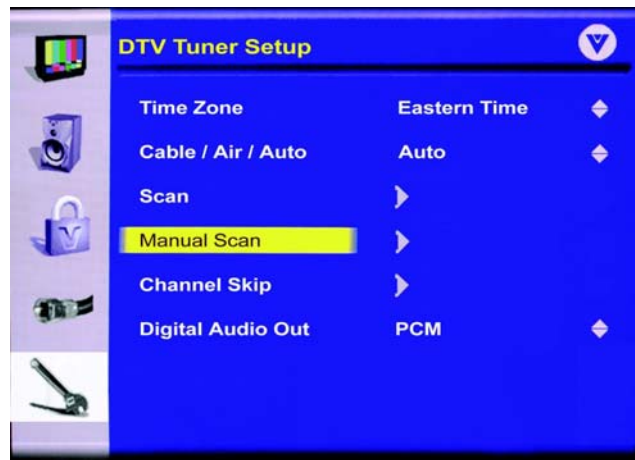 DTV Tuner Setup
V
Time Zone Eastern Time
Cable / Air / Auto Auto
Scan
Manual Scan
Channel Skip
Digital Audio Out PCM
V